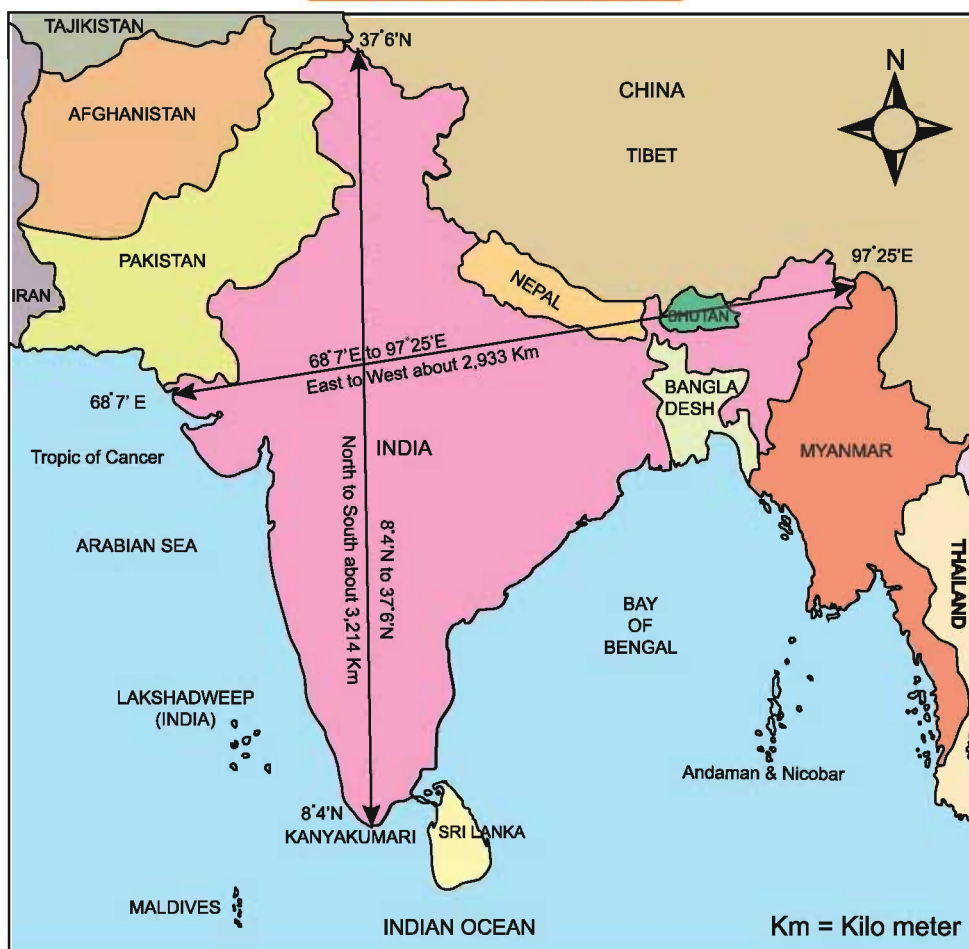 TAJIKISTAN
37°6'N
N
AFGHANISTAN
CHINA
TIBET
PAKISTAN
97°25'E
IRAN
NEPAL
BHUTAN
68°7'E to 97°25'E
East to West about 2,933 Km
68°7' E
BANGLA
DESH
Tropic of Cancer
INDIA
MYANMAR
ARABIAN SEA
8°4'N to 37°6'N
North to South about 3,214 Km
THAILAND
BAY
OF
BENGAL
LAKSHADWEEP
(INDIA)
Andaman & Nicobar
8°4'N
KANYAKUMARI
SRI LANKA
MALDIVES
INDIAN OCEAN
Km = Kilo meter